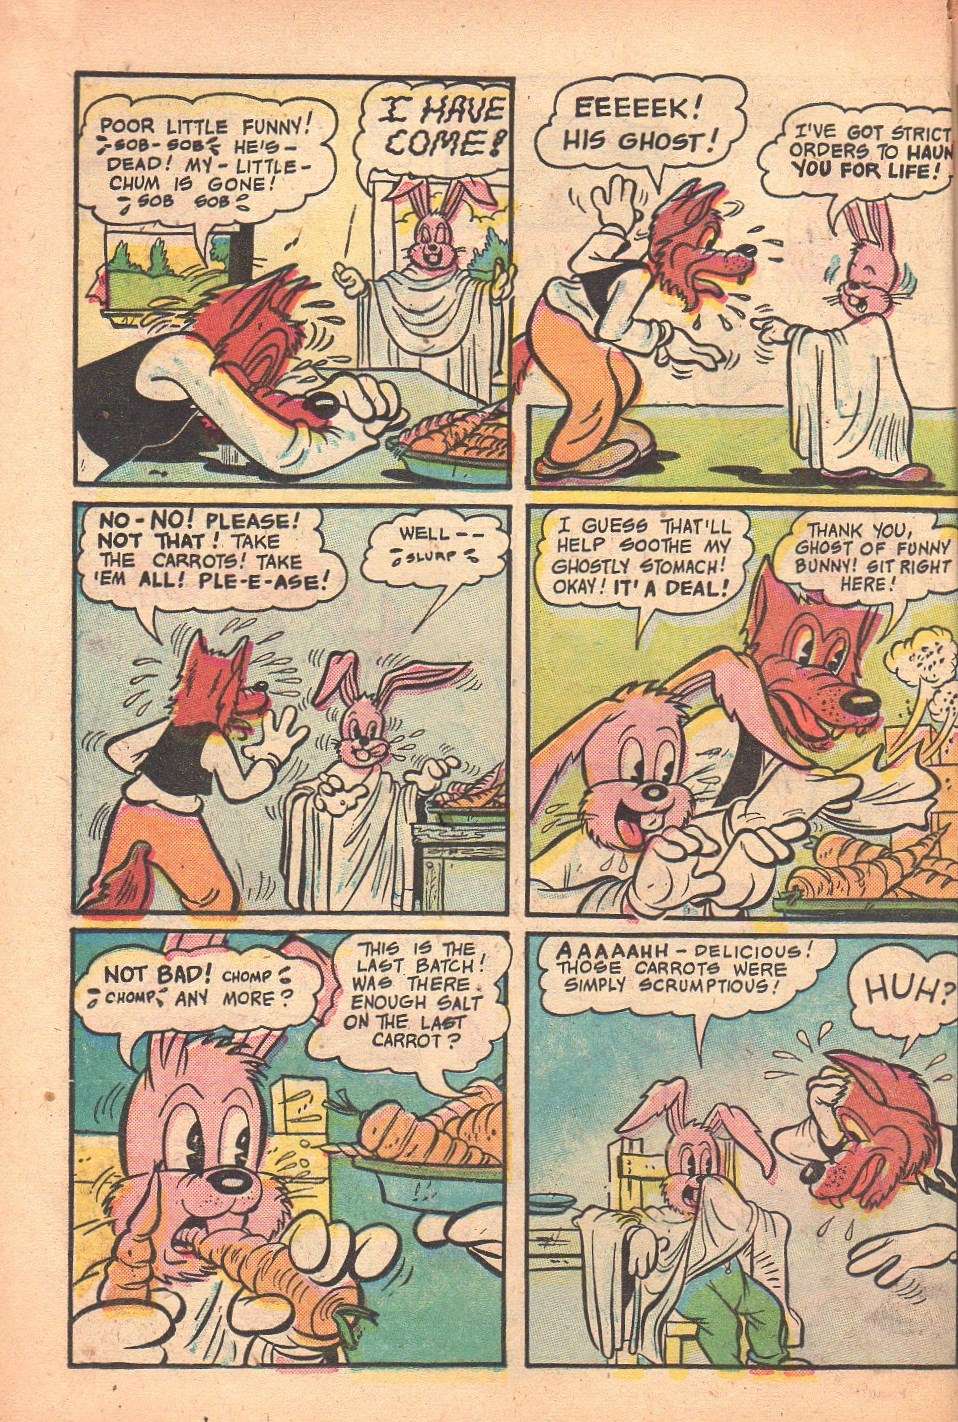 POOR LITTLE FUNNY!
SOB-SOB HE'S-
DEAD! MY-LITTLE-
CHUM IS GONE!
SOB SOB
I HAVE
COME!
EEEEEK!
HIS GHOST!
I'VE GOT STRICT
ORDERS TO HAUN
YOU FOR LIFE!
NO-NO! PLEASE!
NOT THAT! TAKE
THE CARROTS! TAKE
'EM ALL! PLE-E-ASE!
WELL--
SLURP
I GUESS THAT'LL
HELP SOOTHE MY
GHOSTLY STOMACH!
OKAY! IT'A DEAL!
THANK YOU,
GHOST OF FUNNY
BUNNY! SIT RIGHT
HERE!
NOT BAD! CHOMP
CHOMP, ANY MORE?
THIS IS THE
LAST BATCH!
WAS THERE
ENOUGH SALT
ON THE LAST
CARROT?
AAAAAHH-DELICIOUS!
THOSE CARROTS WERE
SIMPLY SCRUMPTIOUS!
HUH?